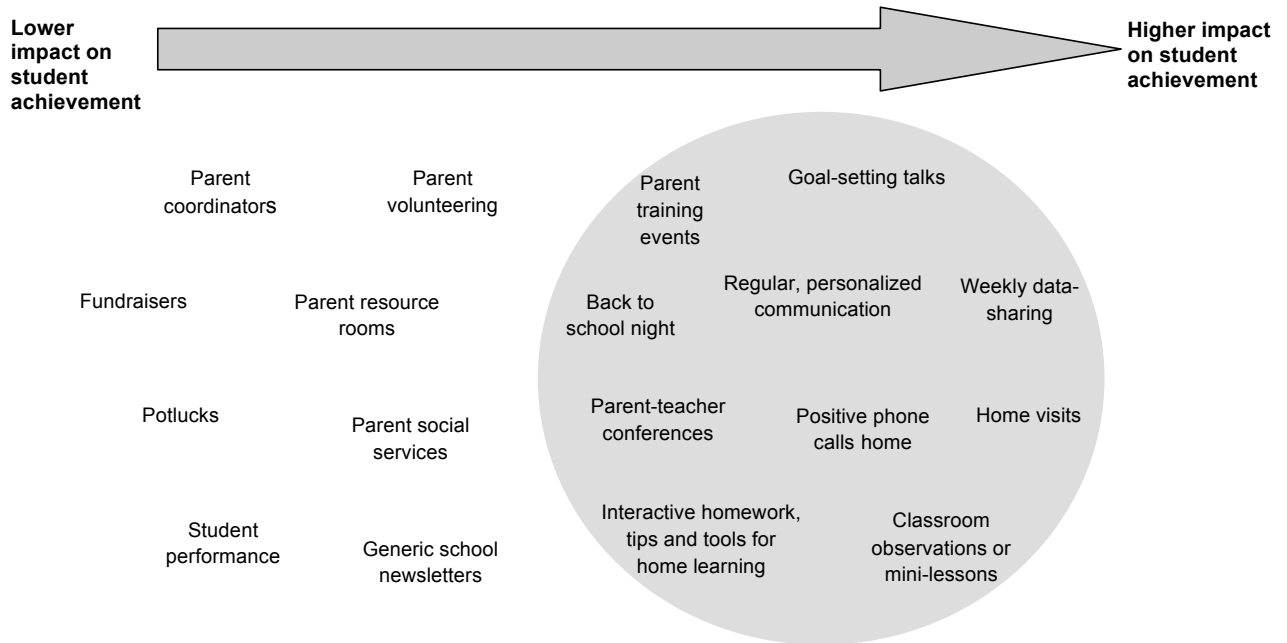 Lower
impact on
student
achievement
Higher impact
on student
achievement
Parent
coordinators
Parent
volunteering
Parent
training
events
Goal-setting talks
Fundraisers
Parent resource
rooms
Back to
school night
Regular, personalized
communication
Weekly data-
sharing
Potlucks
Parent social
services
Parent-teacher
conferences
Positive phone
calls home
Home visits
Student
performance
Generic school
newsletters
Interactive homework,
tips and tools for
home learning
Classroom
observations or
mini-lessons